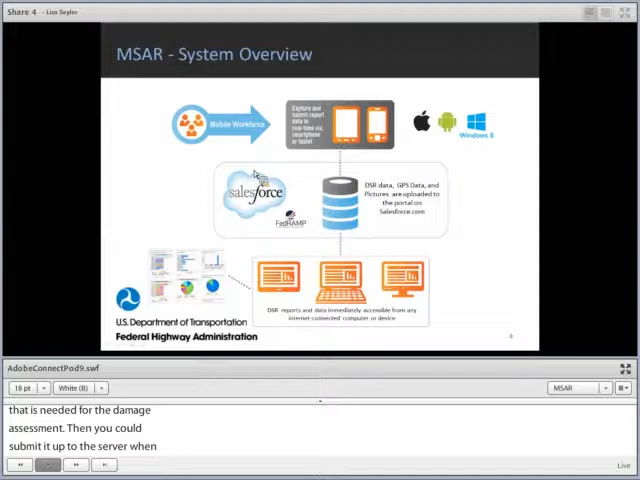 Share 4 - Lisa Seyler
MSAR - System Overview
Mobile Workforce
Capture and
submit report
data in
real-time via
smartphone
or tablet
Windows 8
salesforce
FedRAMP
DSR data, GPS Data, and
Pictures are uploaded to
the portal on
Salesforce.com
DSR reports and data immediately accessible from any
internet-connected computer or device.
U.S. Department of Transportation
Federal Highway Administration
8
AdobeConnectPod9.swf
18 pt
White (B)
MSAR
that is needed for the damage
assessment. Then you could
submit it up to the server when
Live